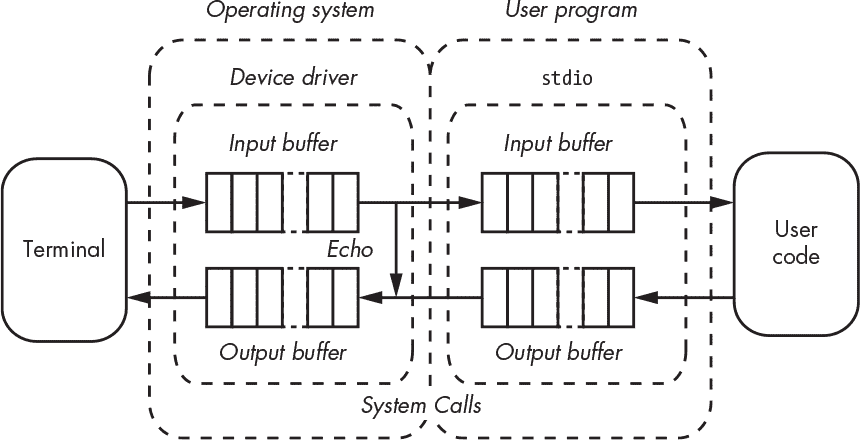 Operating system
User program
Device driver
stdio
Input buffer
Input buffer
Terminal
Echo
User
code
Output buffer
Output buffer
System Calls